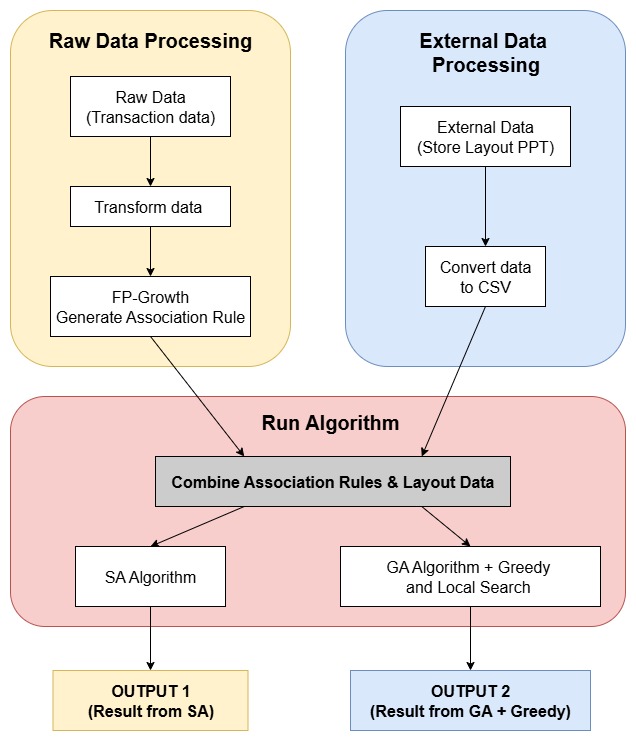 Raw Data Processing
Raw Data
(Transaction data)
Transform data
FP-Growth
Generate Association Rule
External Data
Processing
External Data
(Store Layout PPT)
Convert data
to CSV
Run Algorithm
Combine Association Rules & Layout Data
SA Algorithm
GA Algorithm + Greedy
and Local Search
OUTPUT 1
(Result from SA)
OUTPUT 2
(Result from GA + Greedy)